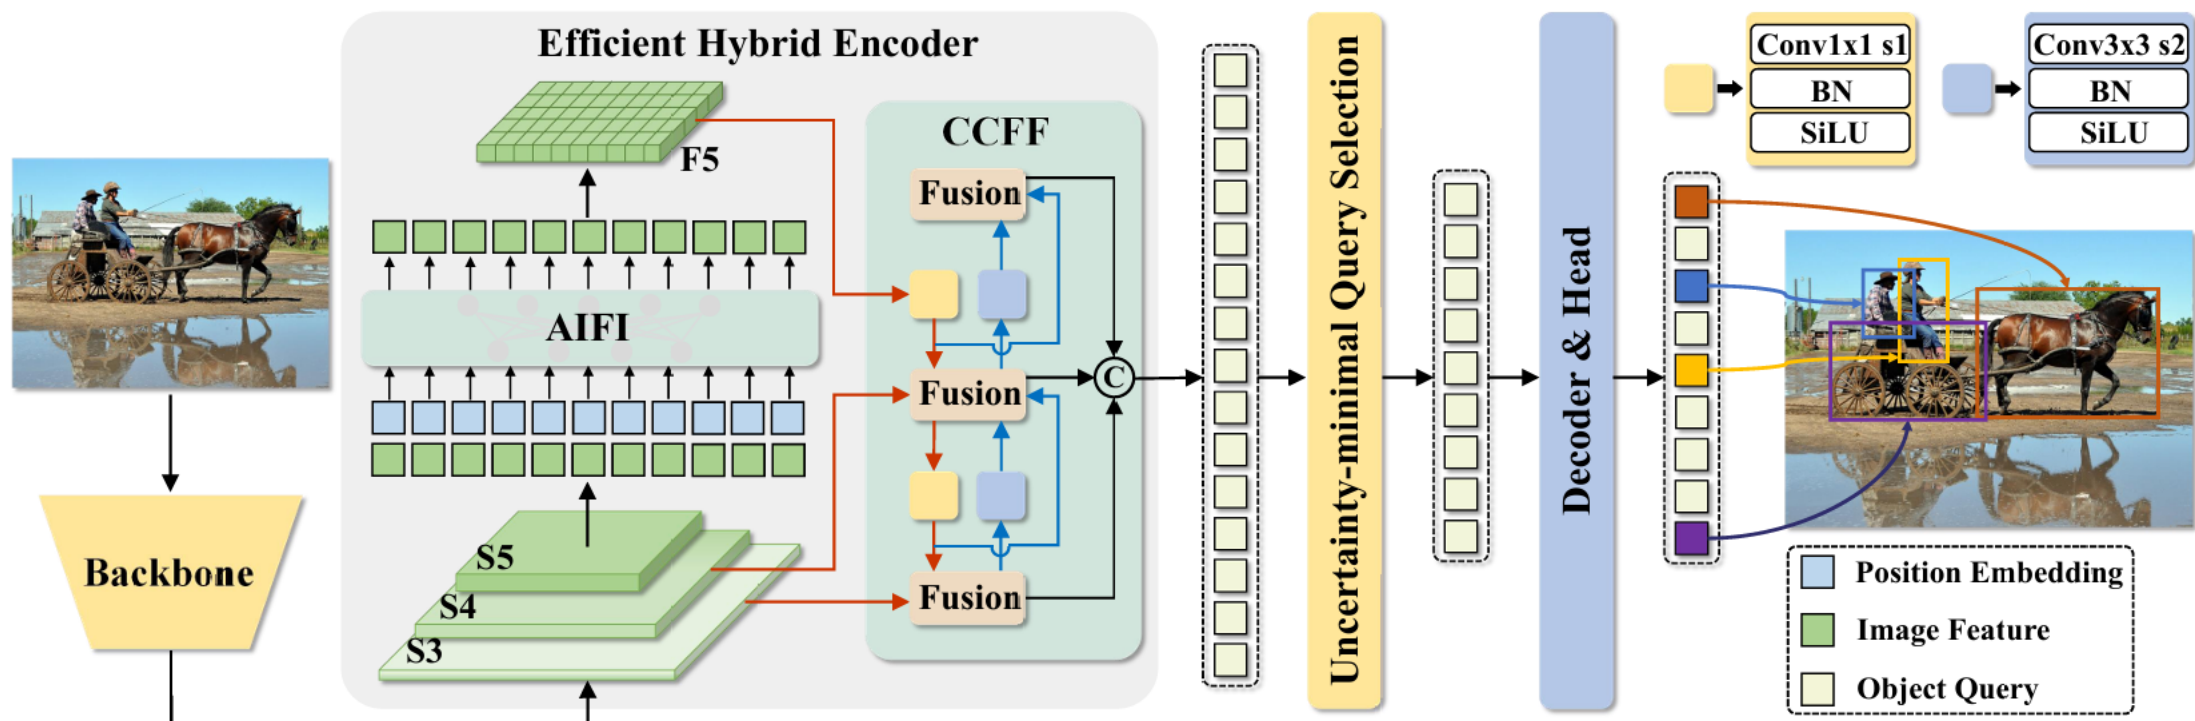 Efficient Hybrid Encoder
F5
AIFI
S5
S4
S3
Backbone
CCFF
Fusion
Fusion
Fusion
C
Uncertainty-minimal Query Selection
Decoder & Head
Conv1x1 s1
BN
SiLU
Conv3x3 s2
BN
SiLU
Position Embedding
Image Feature
Object Query